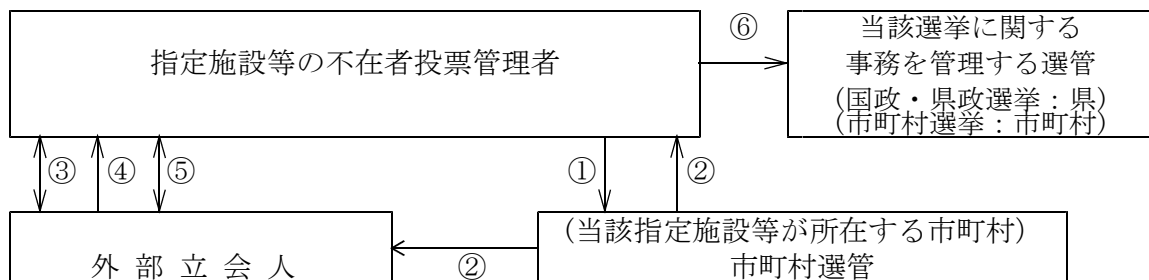 指定施設等の不在者投票管理者
⑥
当該選挙に関する
事務を管理する選管
(国政・県政選挙：県)
(市町村選挙：市町村)
③
④
⑤
①
②
外部立会人
②
(当該指定施設等が所在する市町村)
市町村選管